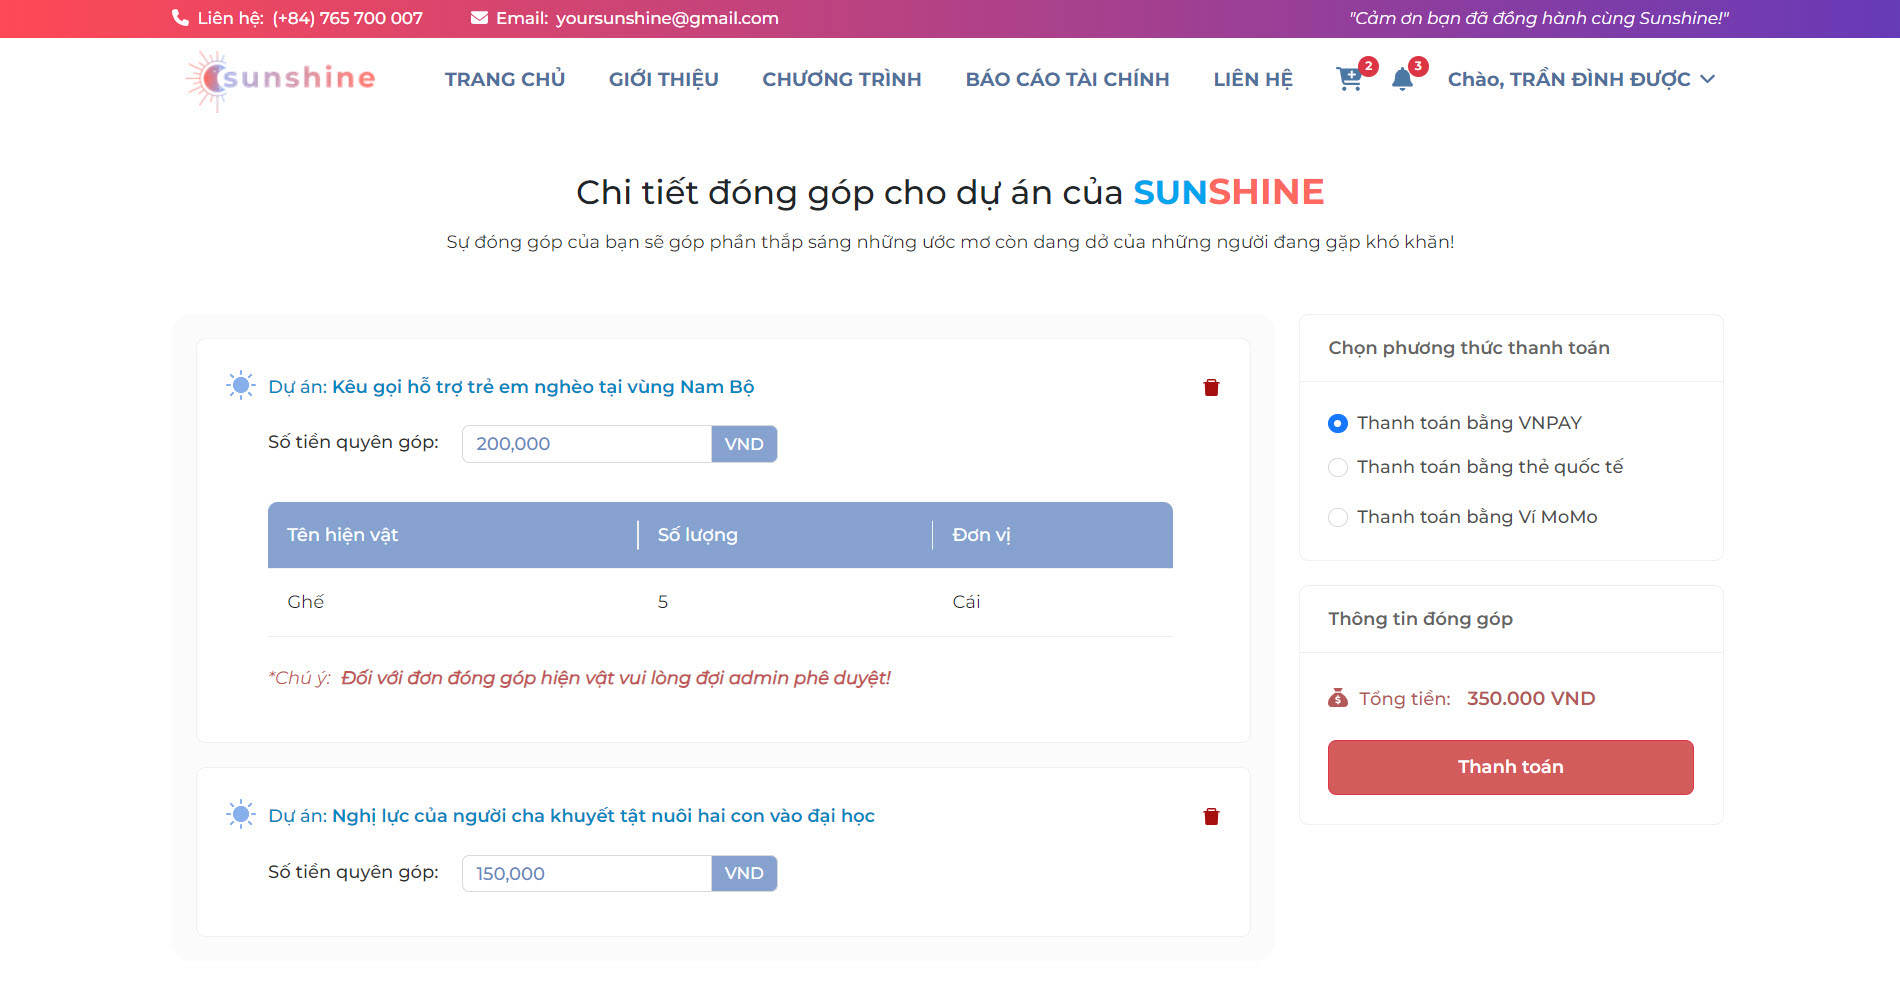 Liên hệ: (+84) 765 700 007 Email: yoursunshine@gmail.com "Cảm ơn bạn đã đồng hành cùng Sunshine!"
sunshine TRANG CHỦ GIỚI THIỆU CHƯƠNG TRÌNH BÁO CÁO TÀI CHÍNH LIÊN HỆ 2 3 Chào, TRẦN ĐÌNH ĐƯỢC
Chi tiết đóng góp cho dự án của SUNSHINE
Sự đóng góp của bạn sẽ góp phần thắp sáng những ước mơ còn dang dở của những người đang gặp khó khăn!
Dự án: Kêu gọi hỗ trợ trẻ em nghèo tại vùng Nam Bộ
Số tiền quyên góp: 200,000 VND
Tên hiện vật Số lượng Đơn vị
Ghế 5 Cái
*Chú ý: Đối với đơn đóng góp hiện vật vui lòng đợi admin phê duyệt!
Dự án: Nghị lực của người cha khuyết tật nuôi hai con vào đại học
Số tiền quyên góp: 150,000 VND
Chọn phương thức thanh toán
Thanh toán bằng VNPAY
Thanh toán bằng thẻ quốc tế
Thanh toán bằng Ví MoMo
Thông tin đóng góp
Tổng tiền: 350.000 VND
Thanh toán